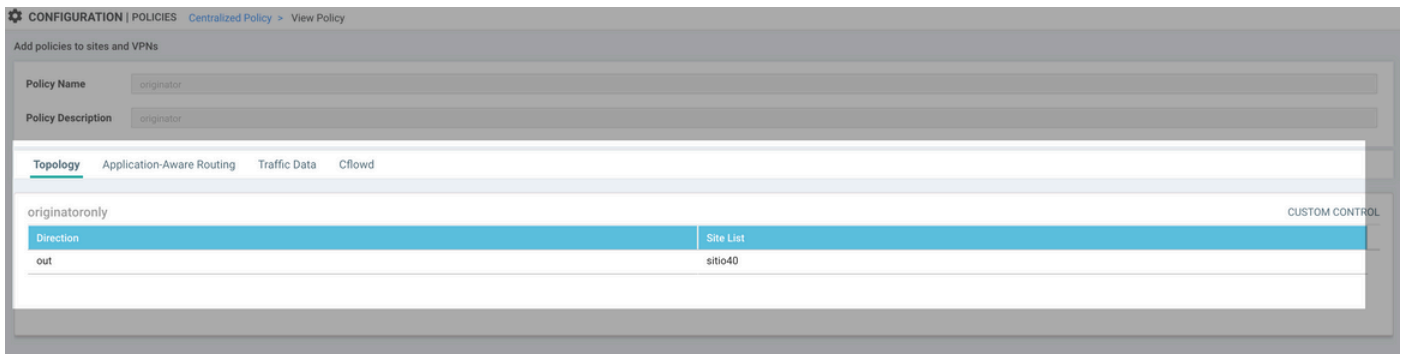 CONFIGURATION | POLICIES Centralized Policy > View Policy
Add policies to sites and VPNs
Policy Name originator
Policy Description originator
Topology Application-Aware Routing Traffic Data Cflowd
originatoronly CUSTOM CONTROL
Direction Site List
out sitio40